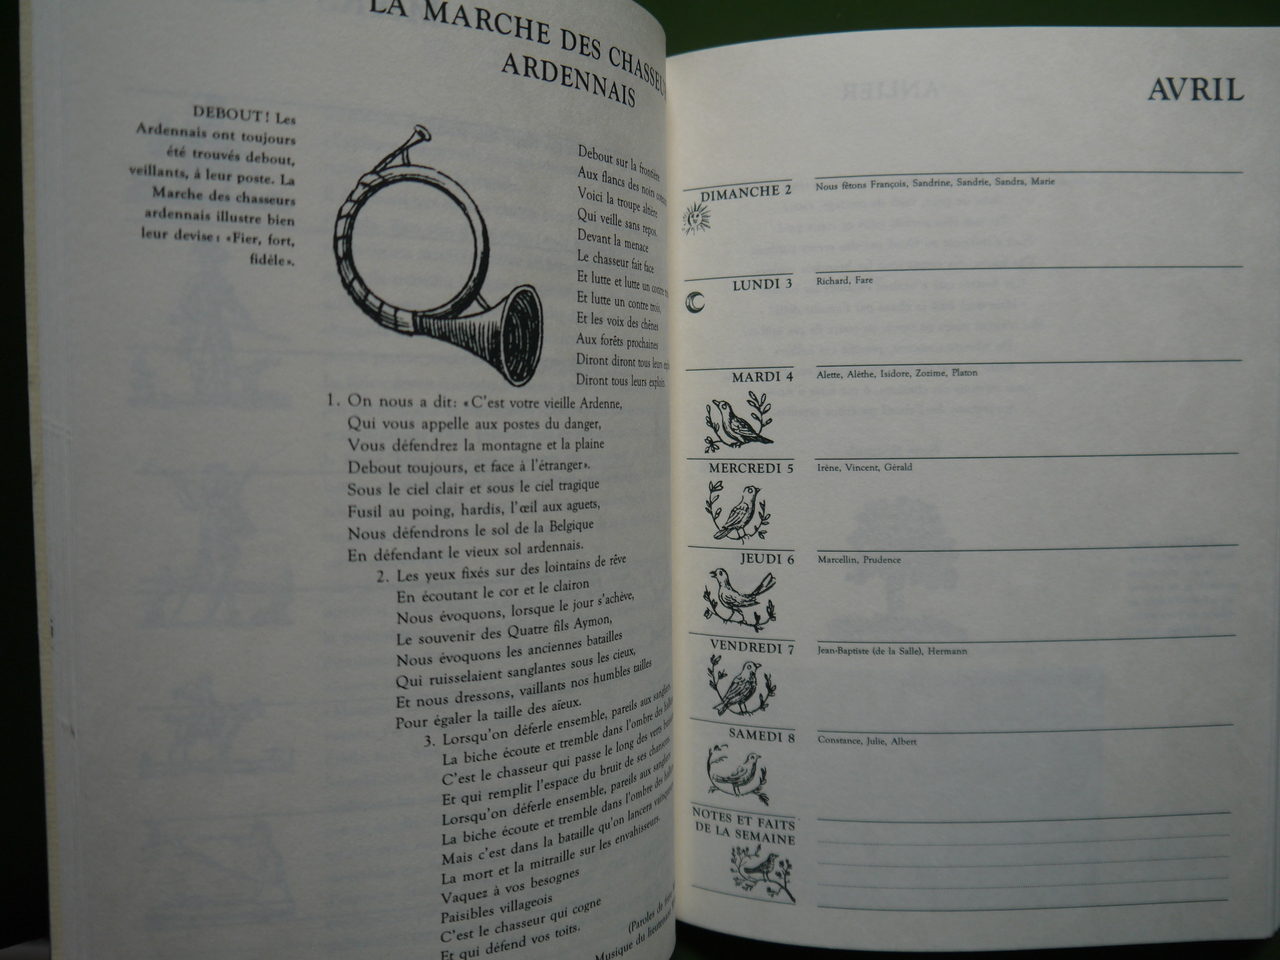 LA MARCHE DES CHASSEU
ARDENNAIS
DEBOUT! Les
Ardennais ont toujours
été trouvés debout,
veillants, à leur poste. La
Marche des chasseurs
ardennais illustre bien
leur devise: «Fier, fort,
fidèle».
Debout sur la frontière
Aux flancs des noirs
Voici la troupe altière
Qui veille sans repos.
Devant la menace
Le chasseur fait face
Et lutte et lutte un contre
Et lutte un contre trois.
Et les voix des chênes
Aux forêts prochaines
Diront diront tous leurs
Diront tous leurs exploits.
1. On nous a dit: «C'est votre vieille Ardenne,
Qui vous appelle aux postes du danger,
Vous défendrez la montagne et la plaine
Debout toujours, et face à l'étranger».
Sous le ciel clair et sous le ciel tragique
Fusil au poing, hardis, l'œil aux aguets,
Nous défendrons le sol de la Belgique
En défendant le vieux sol ardennais.
2. Les yeux fixés sur des lointains de rêve
En écoutant le cor et le clairon
Nous évoquons, lorsque le jour s'achève,
Le souvenir des Quatre fils Aymon,
Nous évoquons les anciennes batailles
Qui ruisselaient sanglantes sous les cieux,
Et nous dressons, vaillants nos humbles tailles
Pour égaler la taille des aïeux.
3. Lorsqu'on déferle ensemble, pareils aux sangliers
La biche écoute et tremble dans l'ombre des
C'est le chasseur qui passe le long des verts
Et qui remplit l'espace du bruit de ses chansons
Lorsqu'on déferle ensemble, pareils aux sangliers
La biche écoute et tremble dans l'ombre des
Mais c'est dans la bataille qu'on lancera
La mort et la mitraille sur les envahisseurs.
Vaquez à vos besognes
Paisibles villageois
C'est le chasseur qui cogne
Et qui défend vos toits.
(Paroles de
Musique du lieutenant
AVRIL
DIMANCHE 2
Nous fêtons François, Sandrine, Sandrie, Sandra, Marie
LUNDI 3
Richard, Fare
MARDI 4
Alette, Alèthe, Isidore, Zozime, Platon
MERCREDI 5
Irène, Vincent, Gérald
JEUDI 6
Marcellin, Prudence
VENDREDI 7
Jean-Baptiste (de la Salle), Hermann
SAMEDI 8
Constance, Julie, Albert
NOTES ET FAITS
DE LA SEMAINE